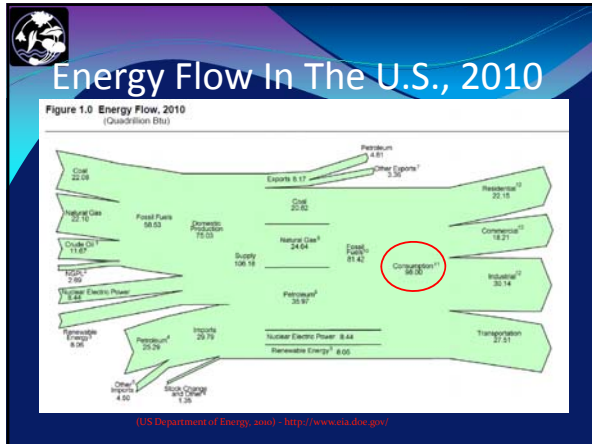 Energy Flow In The U.S., 2010
Figure 1.0 Energy Flow, 2010
(Quadrillion Btu)
Coal
22.08
Natural Gas
22.10
Crude Oil
11.67
NGPL
2.69
Nuclear Electric Power
8.44
Renewable
Energy
8.06
Fossil Fuels
58.53
Domestic
Production
75.03
Petroleum
25.29
Other
Imports
4.50
Stock Change
and Other
1.35
Imports
29.79
Supply
106.18
Exports 8.17
Petroleum
4.81
Other Exports
3.36
Coal
20.82
Natural Gas
24.64
Petroleum
35.97
Nuclear Electric Power 8.44
Renewable Energy
Fossil
Fuels
81.42
Consumption
98.00
Residential
22.15
Commercial
18.21
Industrial
30.14
Transportation
27.51
(US Department of Energy, 2010) - http://www.eia.doe.gov/